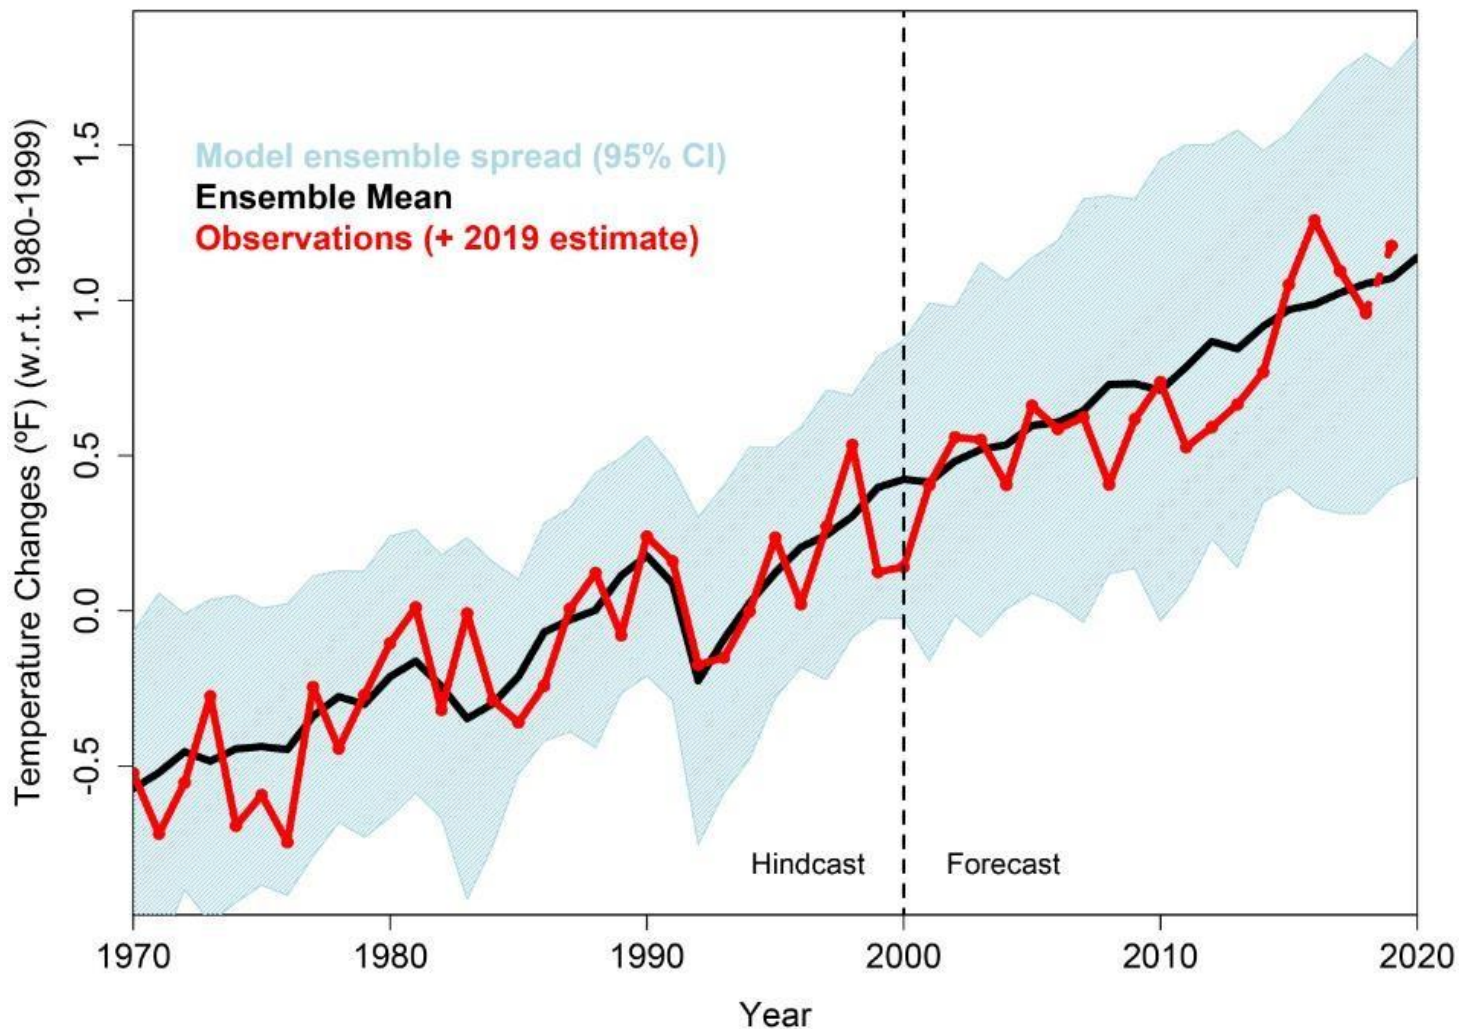 Temperature Changes (ºF) (w.r.t. 1980-1999)
1.5
1.0
0.5
0.0
-0.5
Model ensemble spread (95% CI)
Ensemble Mean
Observations (+ 2019 estimate)
Hindcast
Forecast
1970
1980
1990
2000
2010
2020
Year